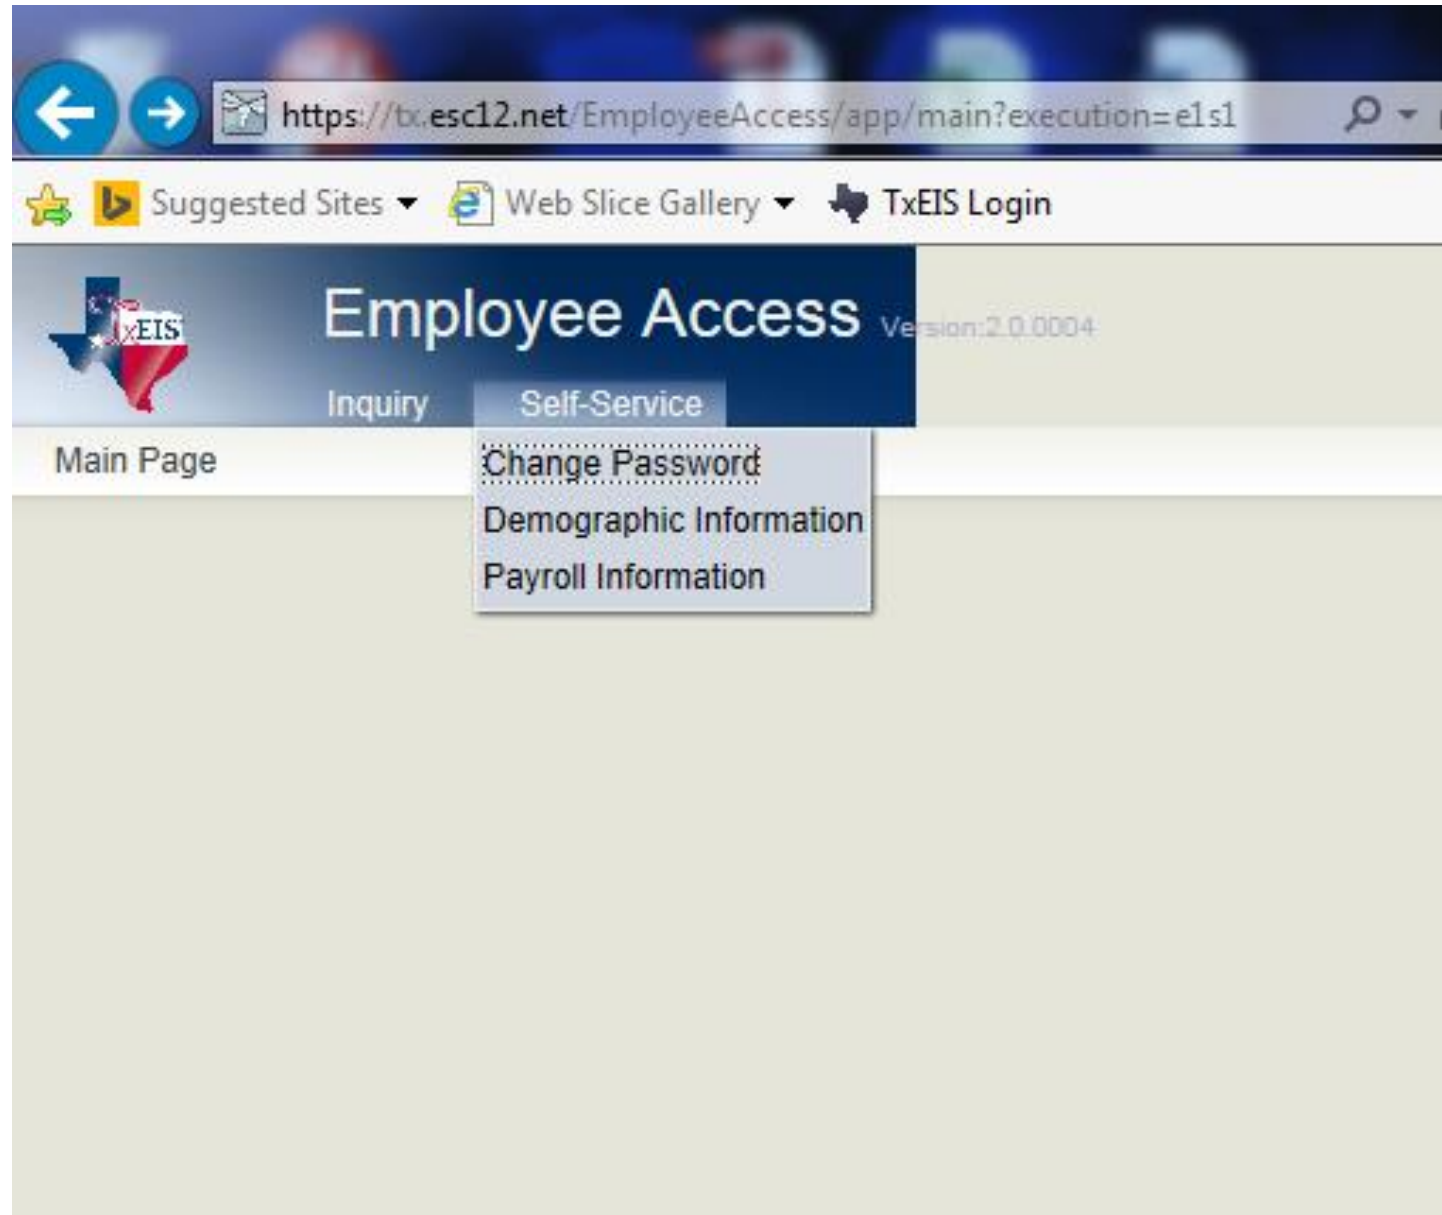 https://tx.esc12.net/EmployeeAccess/app/main?execution=e1s1
Suggested Sites Web Slice Gallery TxEIS Login
TxEIS
Employee Access Version:2.0.0004
Inquiry Self-Service
Main Page
Change Password
Demographic Information
Payroll Information